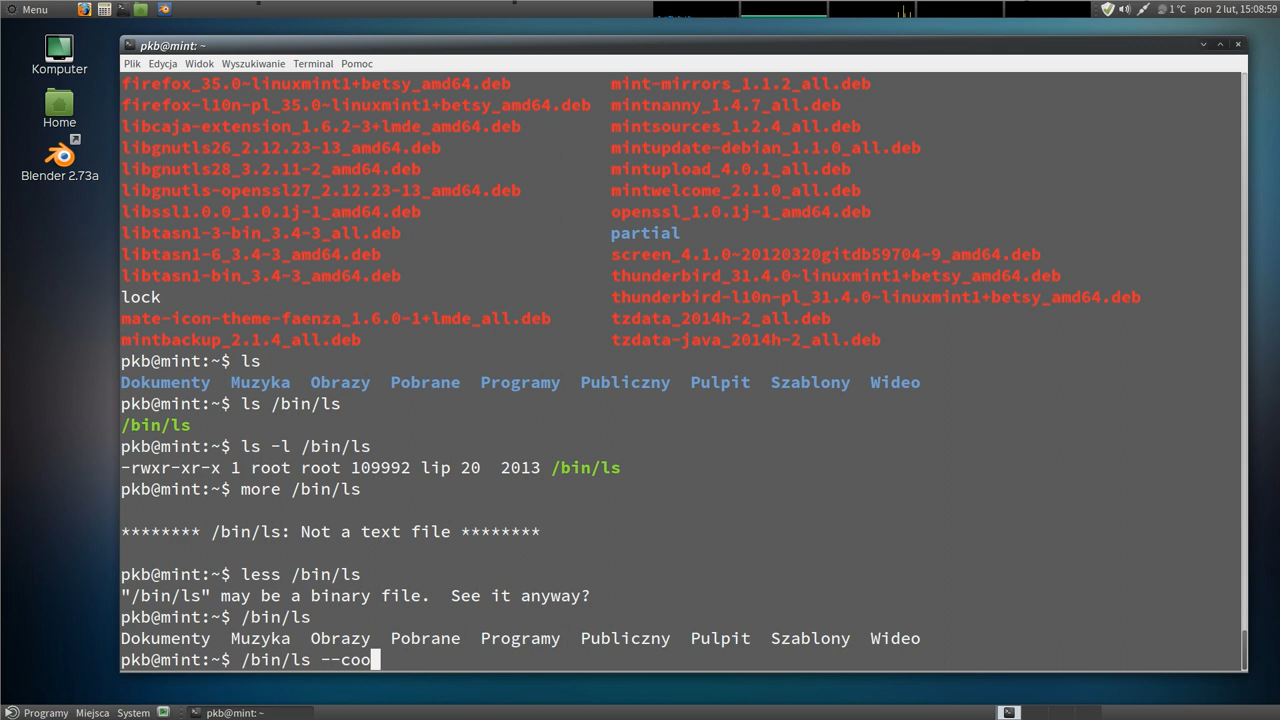 Menu
1 °C pon 2 lut, 15:08:59
Komputer
Home
Blender 2.73a
pkb@mint: ~
Plik Edycja Widok Wyszukiwanie Terminal Pomoc
firefox_35.0~linuxmint1+betsy_amd64.deb mint-mirrors_1.1.2_all.deb
firefox-l10n-pl_35.0~linuxmint1+betsy_amd64.deb mintnanny_1.4.7_all.deb
libcaja-extension_1.6.2-3+lmde_amd64.deb mintsources_1.2.4_all.deb
libgnutls26_2.12.23-13_amd64.deb mintupdate-debian_1.1.0_all.deb
libgnutls28_3.2.11-2_amd64.deb mintupload_4.0.1_all.deb
libgnutls-openssl27_2.12.23-13_amd64.deb mintwelcome_2.1.0_all.deb
libssl1.0.0_1.0.1j-1_amd64.deb openssl_1.0.1j-1_amd64.deb
libtasn1-3-bin_3.4-3_all.deb partial
libtasn1-6_3.4-3_amd64.deb screen_4.1.0~20120320gitdb59704-9_amd64.deb
libtasn1-bin_3.4-3_amd64.deb thunderbird_31.4.0~linuxmint1+betsy_amd64.deb
lock thunderbird-l10n-pl_31.4.0~linuxmint1+betsy_amd64.deb
mate-icon-theme-faenza_1.6.0-1+lmde_all.deb tzdata_2014h-2_all.deb
mintbackup_2.1.4_all.deb tzdata-java_2014h-2_all.deb
pkb@mint:~$ ls
Dokumenty Muzyka Obrazy Pobrane Programy Publiczny Pulpit Szablony Wideo
pkb@mint:~$ ls /bin/ls
/bin/ls
pkb@mint:~$ ls -l /bin/ls
-rwxr-xr-x 1 root root 109992 lip 20 2013 /bin/ls
pkb@mint:~$ more /bin/ls
******** /bin/ls: Not a text file ********
pkb@mint:~$ less /bin/ls
"/bin/ls" may be a binary file. See it anyway?
pkb@mint:~$ /bin/ls
Dokumenty Muzyka Obrazy Pobrane Programy Publiczny Pulpit Szablony Wideo
pkb@mint:~$ /bin/ls --coo
Programy Miejsca System pkb@mint: ~